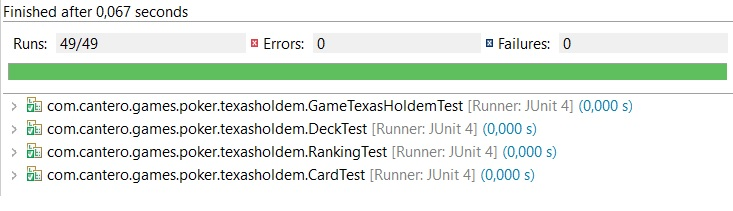 Finished after 0,067 seconds
Runs: 49/49 Errors: 0 Failures: 0
com.cantero.games.poker.texasholdem.GameTexasHoldemTest [Runner: JUnit 4] (0,000 s)
com.cantero.games.poker.texasholdem.DeckTest [Runner: JUnit 4] (0,000 s)
com.cantero.games.poker.texasholdem.RankingTest [Runner: JUnit 4] (0,000 s)
com.cantero.games.poker.texasholdem.CardTest [Runner: JUnit 4] (0,000 s)